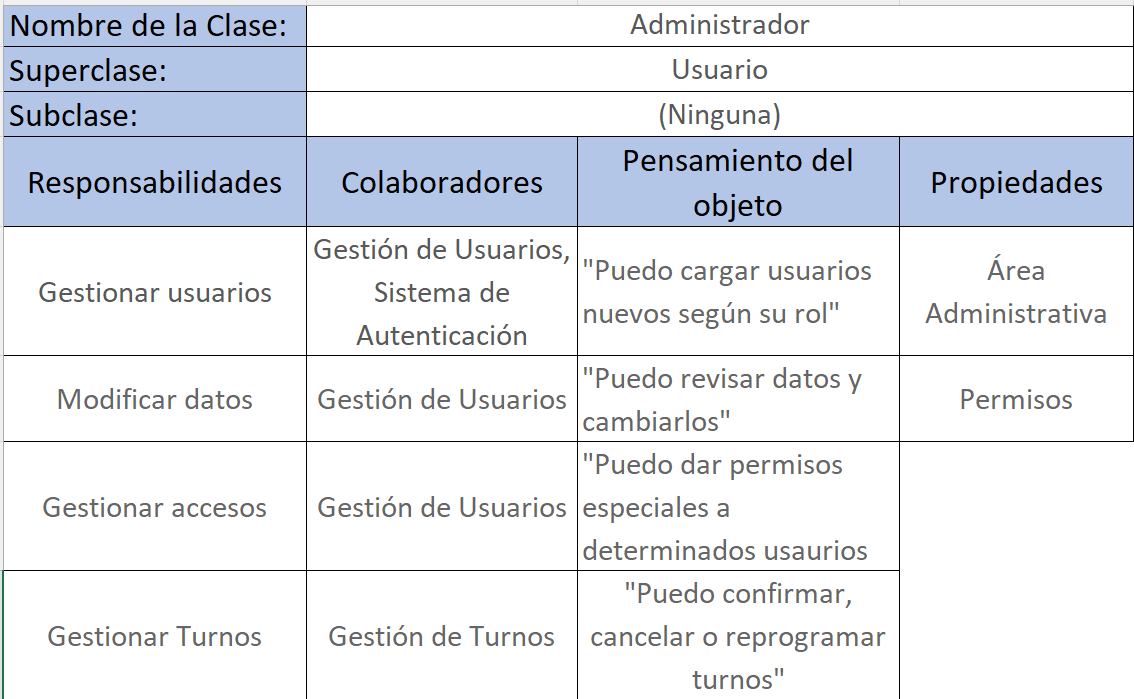 Nombre de la Clase:
Administrador
Superclase:
Usuario
Subclase:
(Ninguna)
Responsabilidades
Colaboradores
Pensamiento del
objeto
Propiedades
Gestionar usuarios
Gestión de Usuarios,
Sistema de
Autenticación
"Puedo cargar usuarios
nuevos según su rol"
Área
Administrativa
Modificar datos
Gestión de Usuarios
"Puedo revisar datos y
cambiarlos"
Permisos
Gestionar accesos
Gestión de Usuarios
"Puedo dar permisos
especiales a
determinados usaurios
Gestionar Turnos
Gestión de Turnos
"Puedo confirmar,
cancelar o reprogramar
turnos"